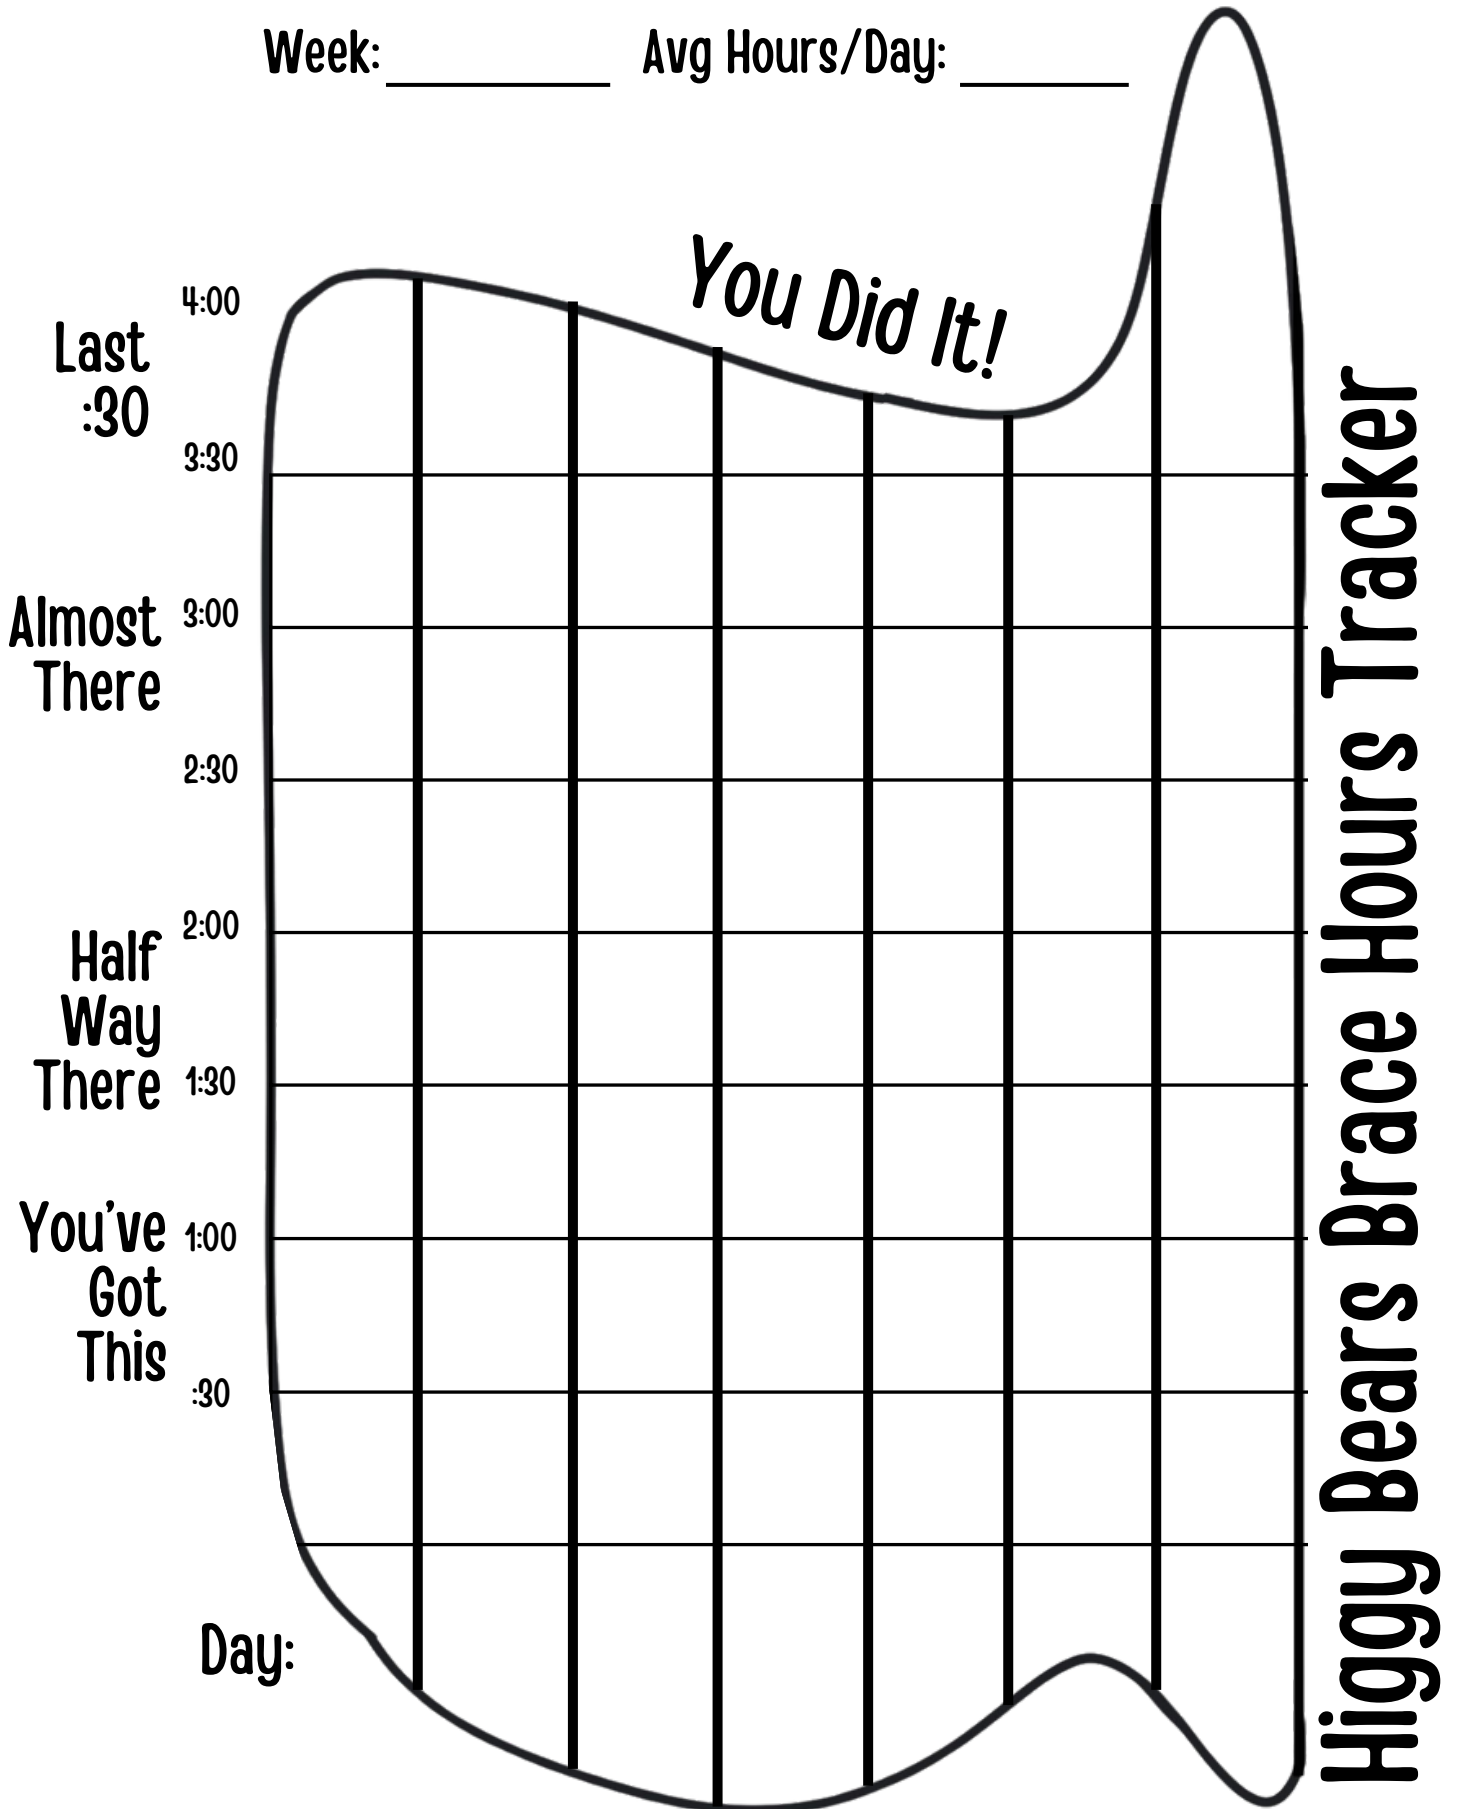 Week: __________ Avg Hours/Day: ________
You Did It!
4:00
Last
:30
3:30
Almost
There
3:00
2:30
2:00
Half
Way
There
1:30
You've
Got
This
1:00
:30
Day:
Higgy Bears Brace Hours Tracker